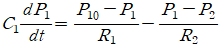 C₁ dP₁/dt = (P₁₀ − P₁)/R₁ − (P₁ − P₂)/R₂